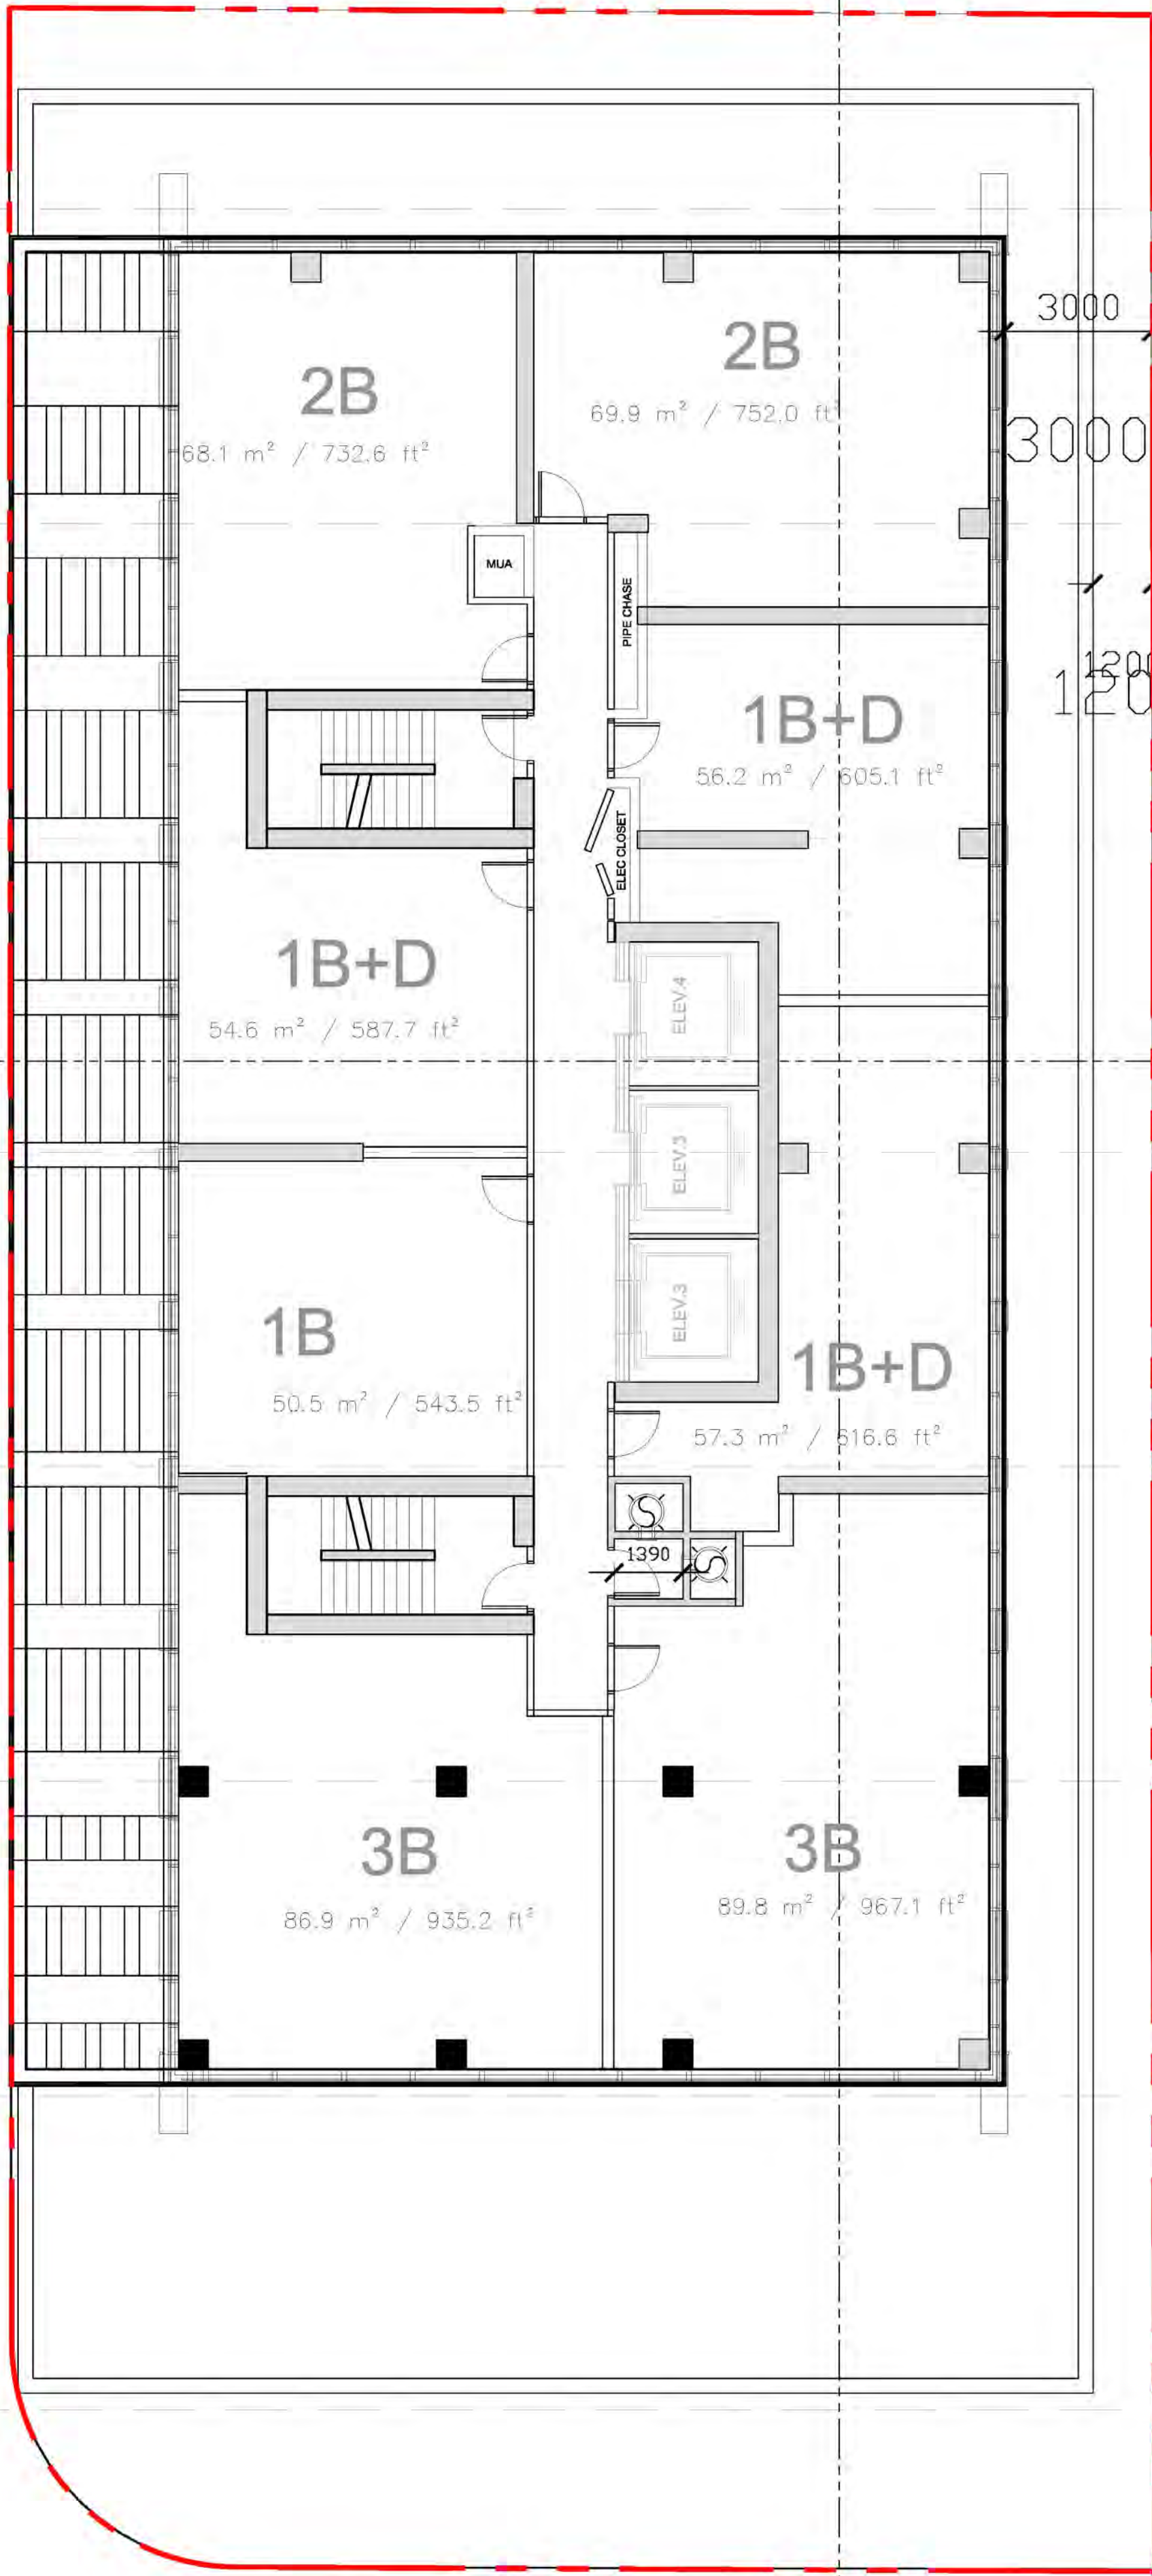 3000
2B
69.9 m² / 752.0 ft²
2B
68.1 m² / 732.6 ft²
3000
MUA
PIPE CHASE
1200
120
1B+D
56.2 m² / 605.1 ft²
ELEC CLOSET
1B+D
54.6 m² / 587.7 ft²
ELEV.4
ELEV.3
ELEV.3
1B
50.5 m² / 543.5 ft²
1B+D
57.3 m² / 616.6 ft²
1390
3B
86.9 m² / 935.2 ft²
3B
89.8 m² / 967.1 ft²